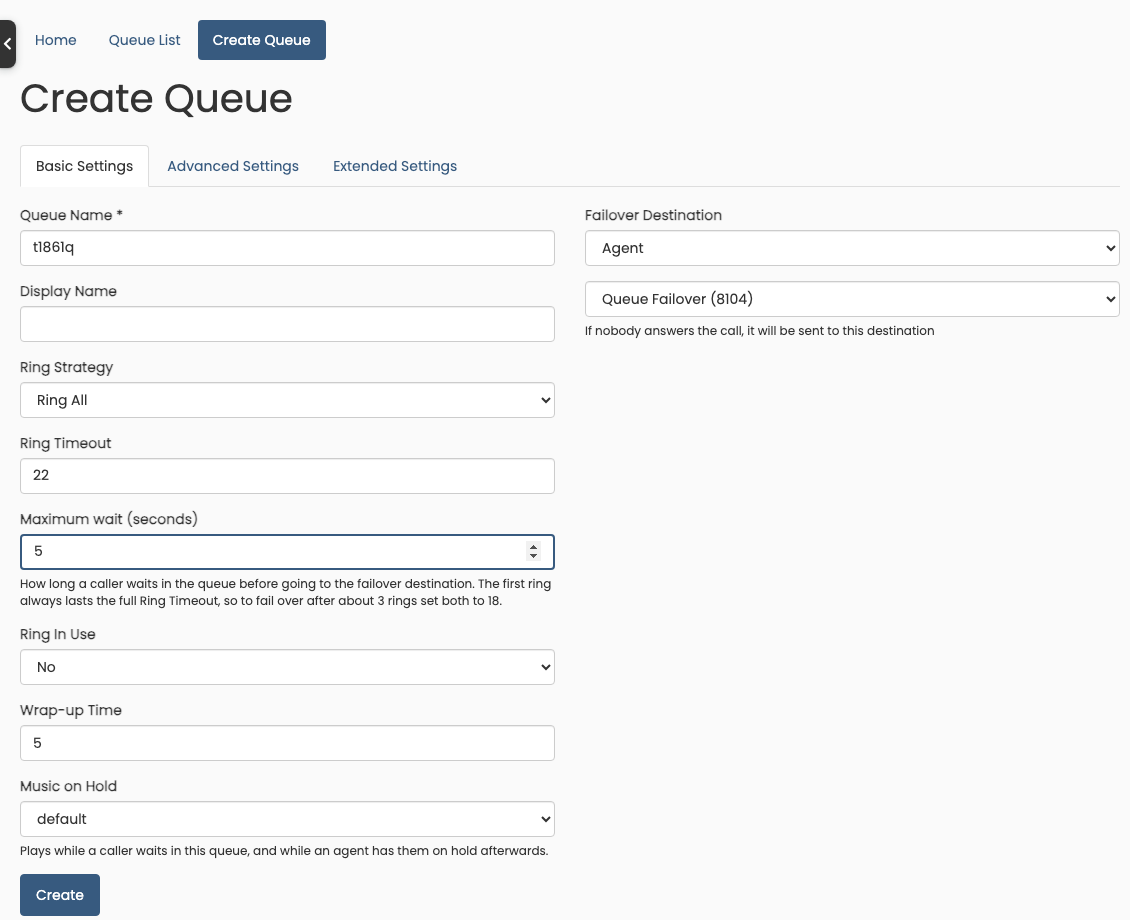 Home
Queue List
Create Queue
Create Queue
Basic Settings
Advanced Settings
Extended Settings
Queue Name *
t1861q
Display Name
Ring Strategy
Ring All
Ring Timeout
22
Maximum wait (seconds)
5
How long a caller waits in the queue before going to the failover destination. The first ring
always lasts the full Ring Timeout, so to fail over after about 3 rings set both to 18.
Ring In Use
No
Wrap-up Time
5
Music on Hold
default
Plays while a caller waits in this queue, and while an agent has them on hold afterwards.
Create
Failover Destination
Agent
Queue Failover (8104)
If nobody answers the call, it will be sent to this destination